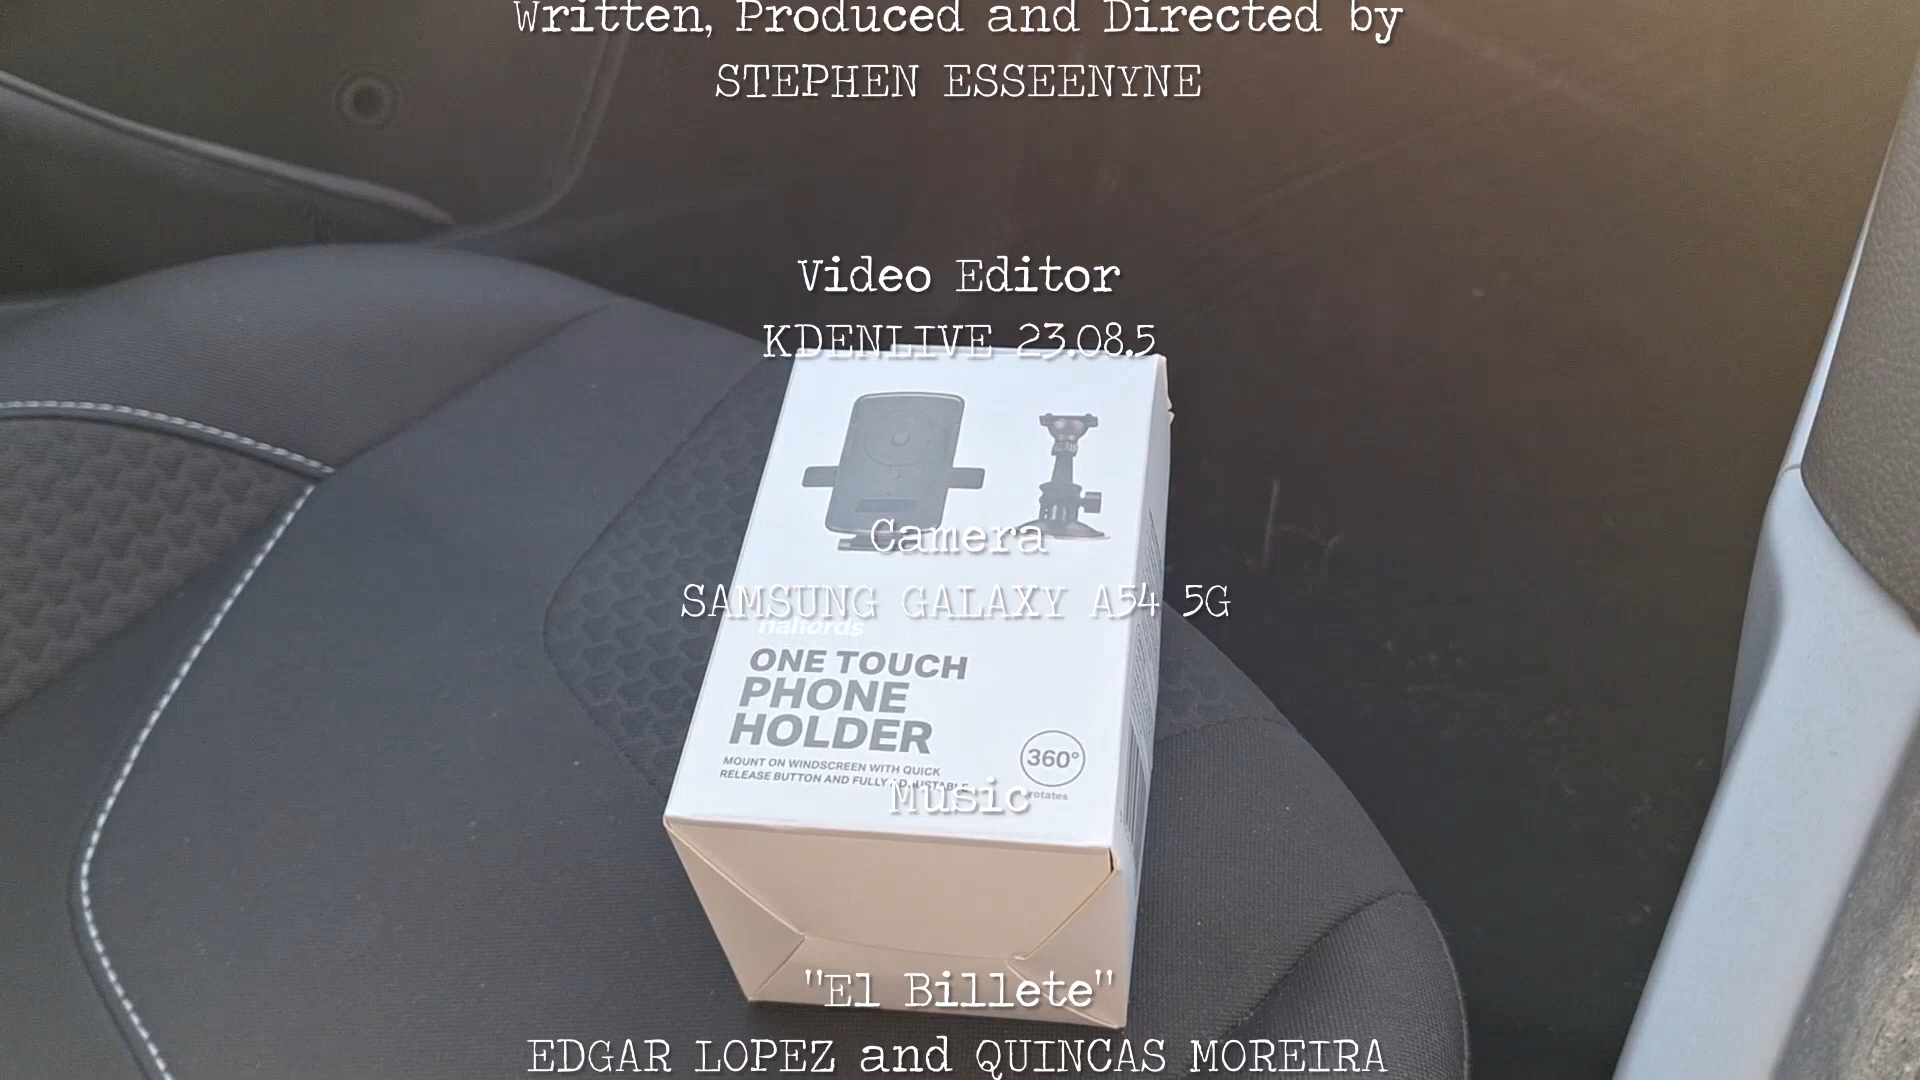 Written, Produced and Directed by
STEPHEN ESSEENYNE
Video Editor
KDENLIVE 23.08.5
Camera
SAMSUNG GALAXY A54 5G
halfords
ONE TOUCH
PHONE
HOLDER
MOUNT ON WINDSCREEN WITH QUICK
RELEASE BUTTON AND FULLY ADJUSTABLE
360°
rotates
Music
"El Billete"
EDGAR LOPEZ and QUINCAS MOREIRA